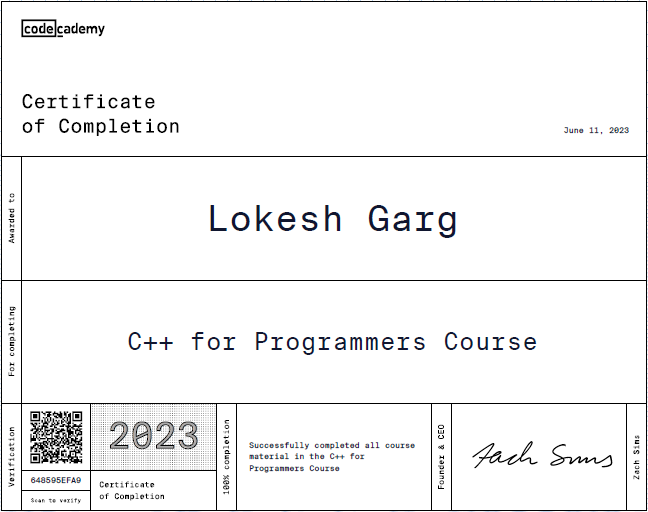 codecademy
Certificate
of Completion
June 11, 2023
Awarded to
Lokesh Garg
For completing
C++ for Programmers Course
Verification
648595EFA9
Scan to verify
2023
Certificate
of Completion
100% completion
Successfully completed all course
material in the C++ for
Programmers Course
Founder & CEO
Zach Sims
Zach Sims